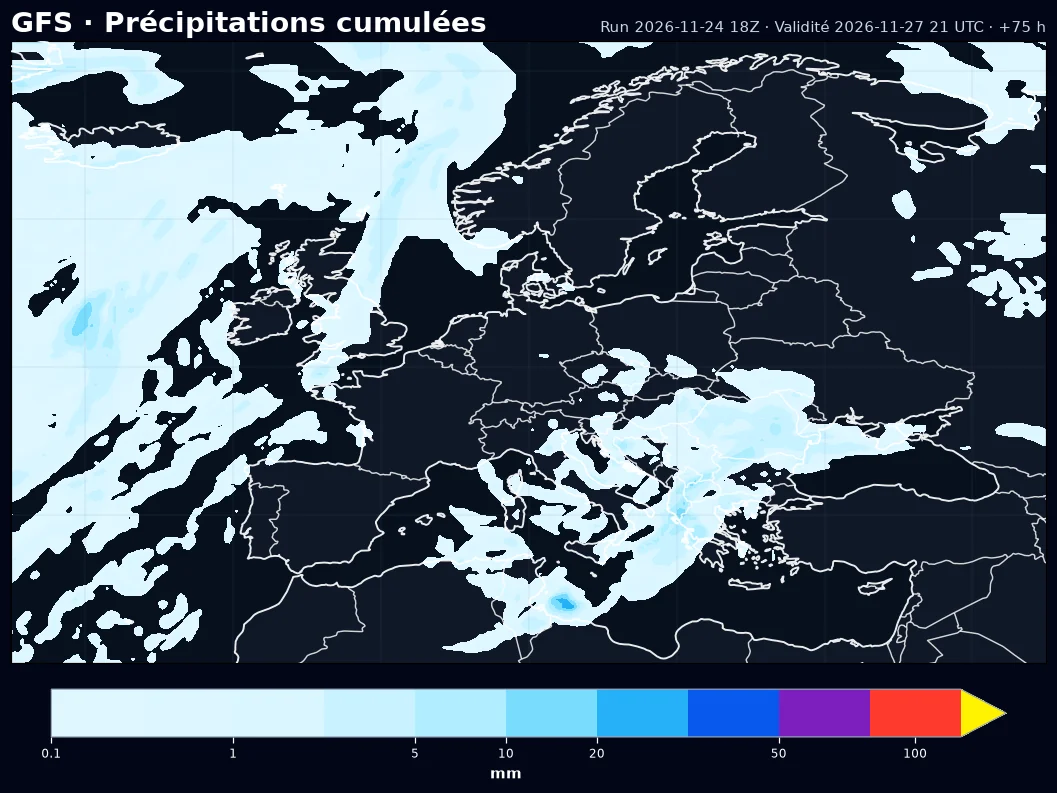 GFS · Précipitations cumulées
Run 2026-11-24 18Z · Validité 2026-11-27 21 UTC · +75 h
0.1 1 5 10 20 50 100
mm